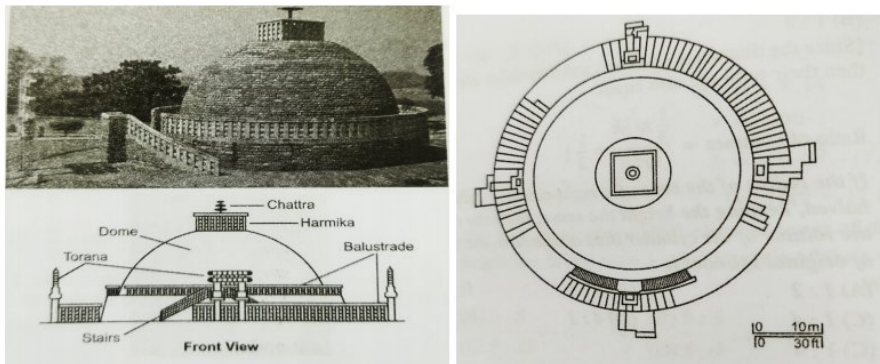 Chattra
Harmika
Dome
Balustrade
Torana
Stairs
Front View
0 10m
0 30ft